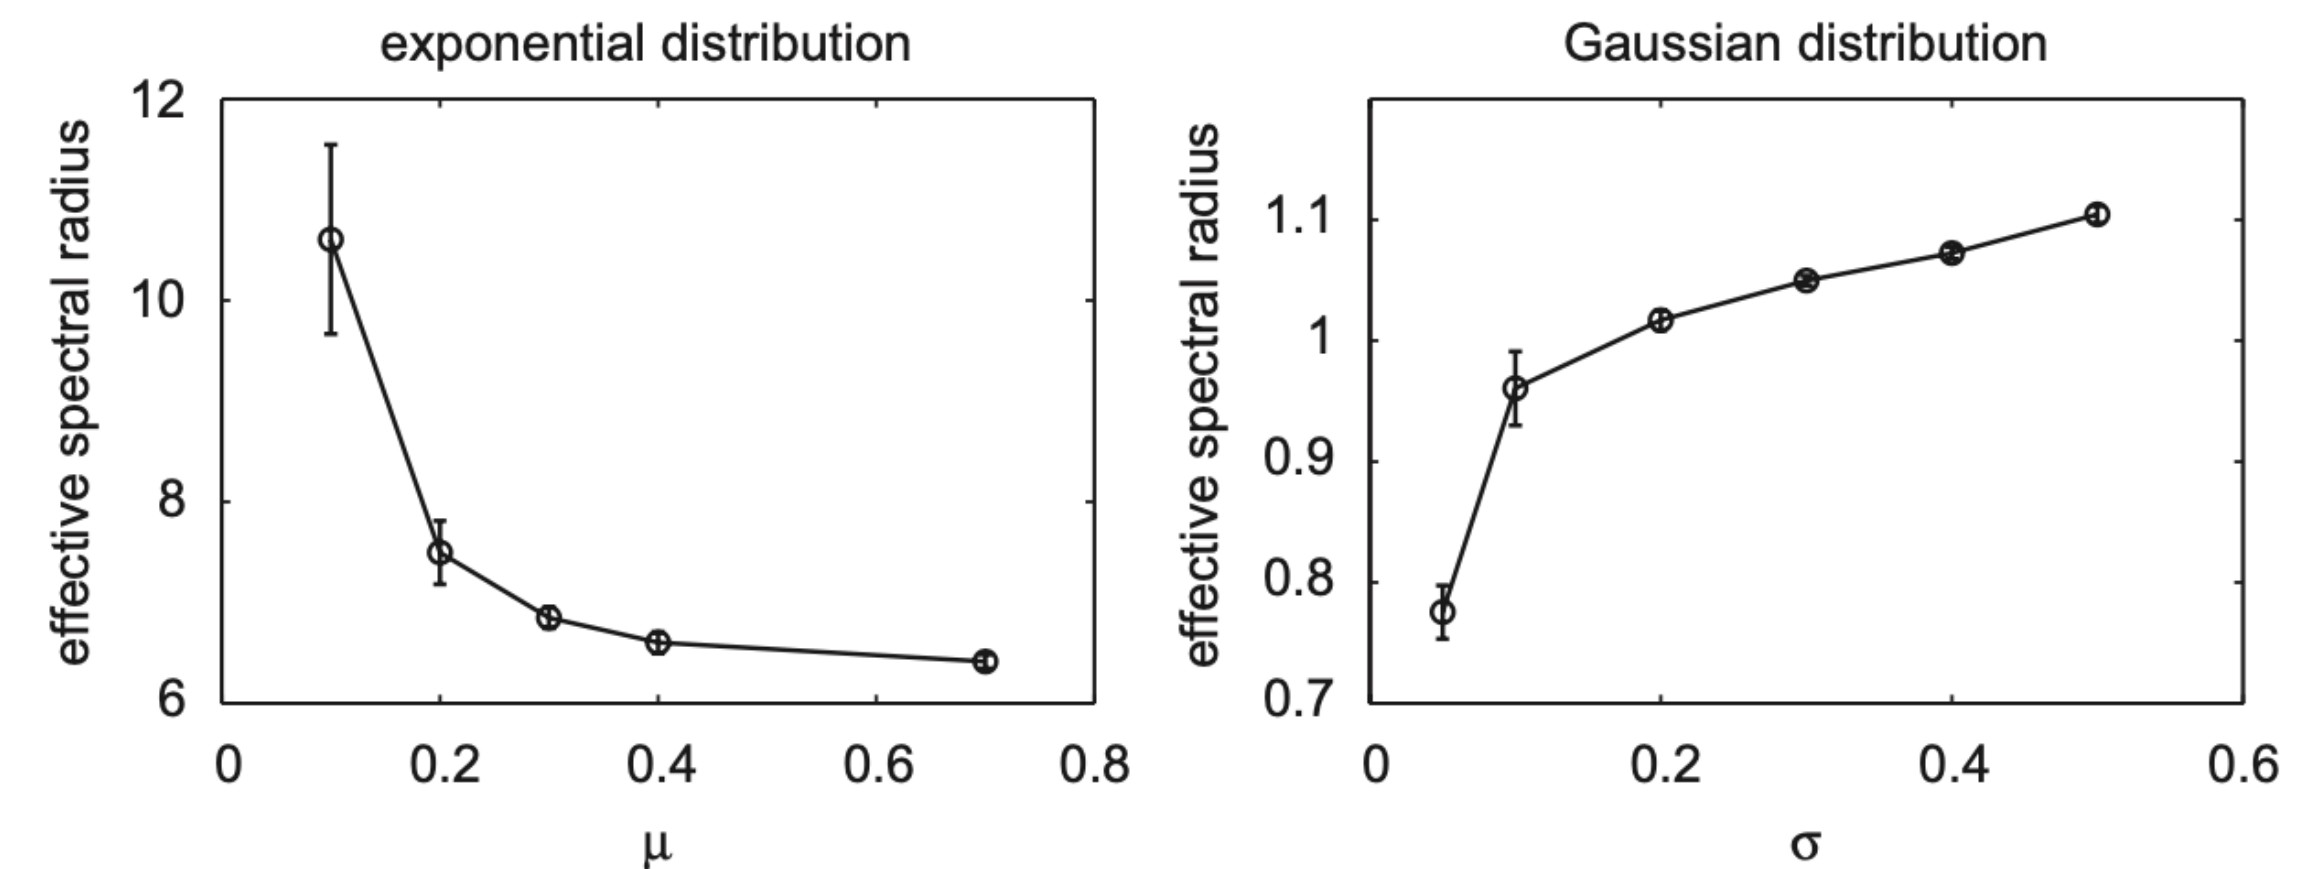 exponential distribution
effective spectral radius
12
10
8
6
0 0.2 0.4 0.6 0.8
μ
Gaussian distribution
effective spectral radius
1.1
1
0.9
0.8
0.7
0 0.2 0.4 0.6
σ